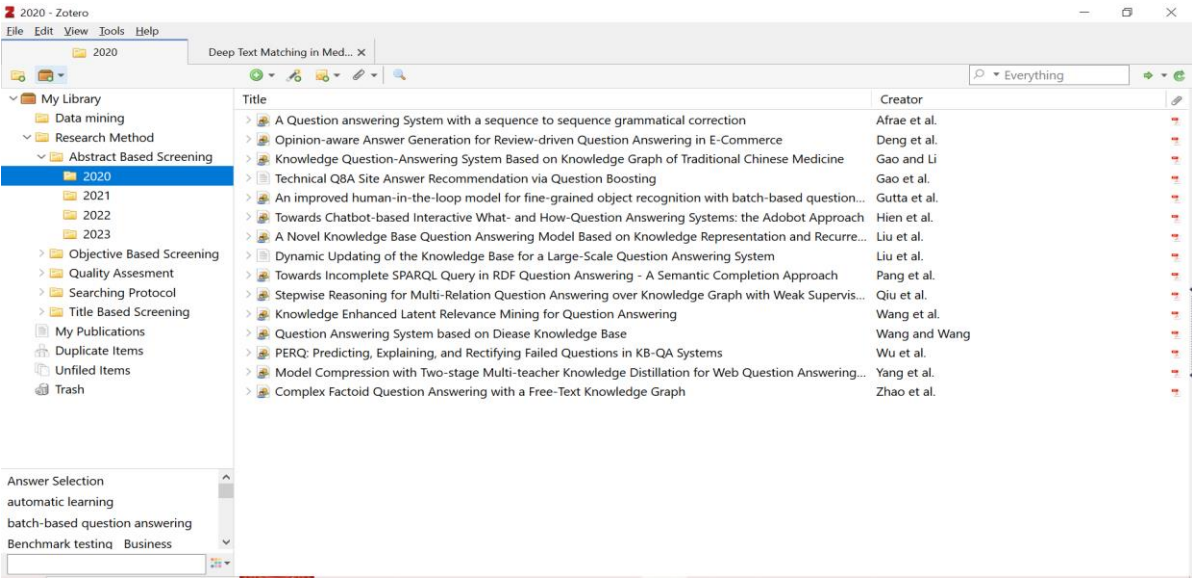 2020 - Zotero
File Edit View Tools Help
2020 Deep Text Matching in Med...
Everything
My Library
Data mining
Research Method
Abstract Based Screening
2020
2021
2022
2023
Objective Based Screening
Quality Assesment
Searching Protocol
Title Based Screening
My Publications
Duplicate Items
Unfiled Items
Trash
Answer Selection
automatic learning
batch-based question answering
Benchmark testing Business
Title Creator
A Question answering System with a sequence to sequence grammatical correction Afrae et al.
Opinion-aware Answer Generation for Review-driven Question Answering in E-Commerce Deng et al.
Knowledge Question-Answering System Based on Knowledge Graph of Traditional Chinese Medicine Gao and Li
Technical Q8A Site Answer Recommendation via Question Boosting Gao et al.
An improved human-in-the-loop model for fine-grained object recognition with batch-based question... Gutta et al.
Towards Chatbot-based Interactive What- and How-Question Answering Systems: the Adobot Approach Hien et al.
A Novel Knowledge Base Question Answering Model Based on Knowledge Representation and Recurre... Liu et al.
Dynamic Updating of the Knowledge Base for a Large-Scale Question Answering System Liu et al.
Towards Incomplete SPARQL Query in RDF Question Answering - A Semantic Completion Approach Pang et al.
Stepwise Reasoning for Multi-Relation Question Answering over Knowledge Graph with Weak Supervis... Qiu et al.
Knowledge Enhanced Latent Relevance Mining for Question Answering Wang et al.
Question Answering System based on Diease Knowledge Base Wang and Wang
PERQ: Predicting, Explaining, and Rectifying Failed Questions in KB-QA Systems Wu et al.
Model Compression with Two-stage Multi-teacher Knowledge Distillation for Web Question Answering... Yang et al.
Complex Factoid Question Answering with a Free-Text Knowledge Graph Zhao et al.